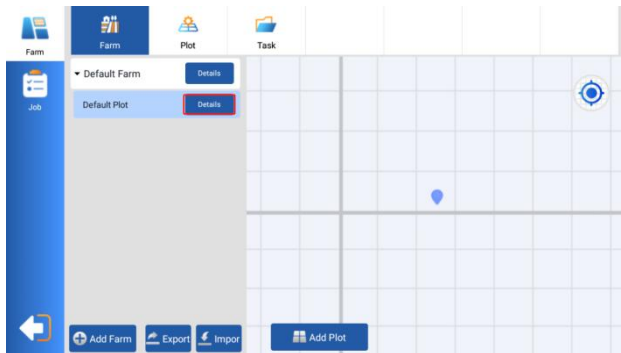 Farm
Job
Farm
Plot
Task
Default Farm
Details
Default Plot
Details
Add Farm
Export
Impor
Add Plot